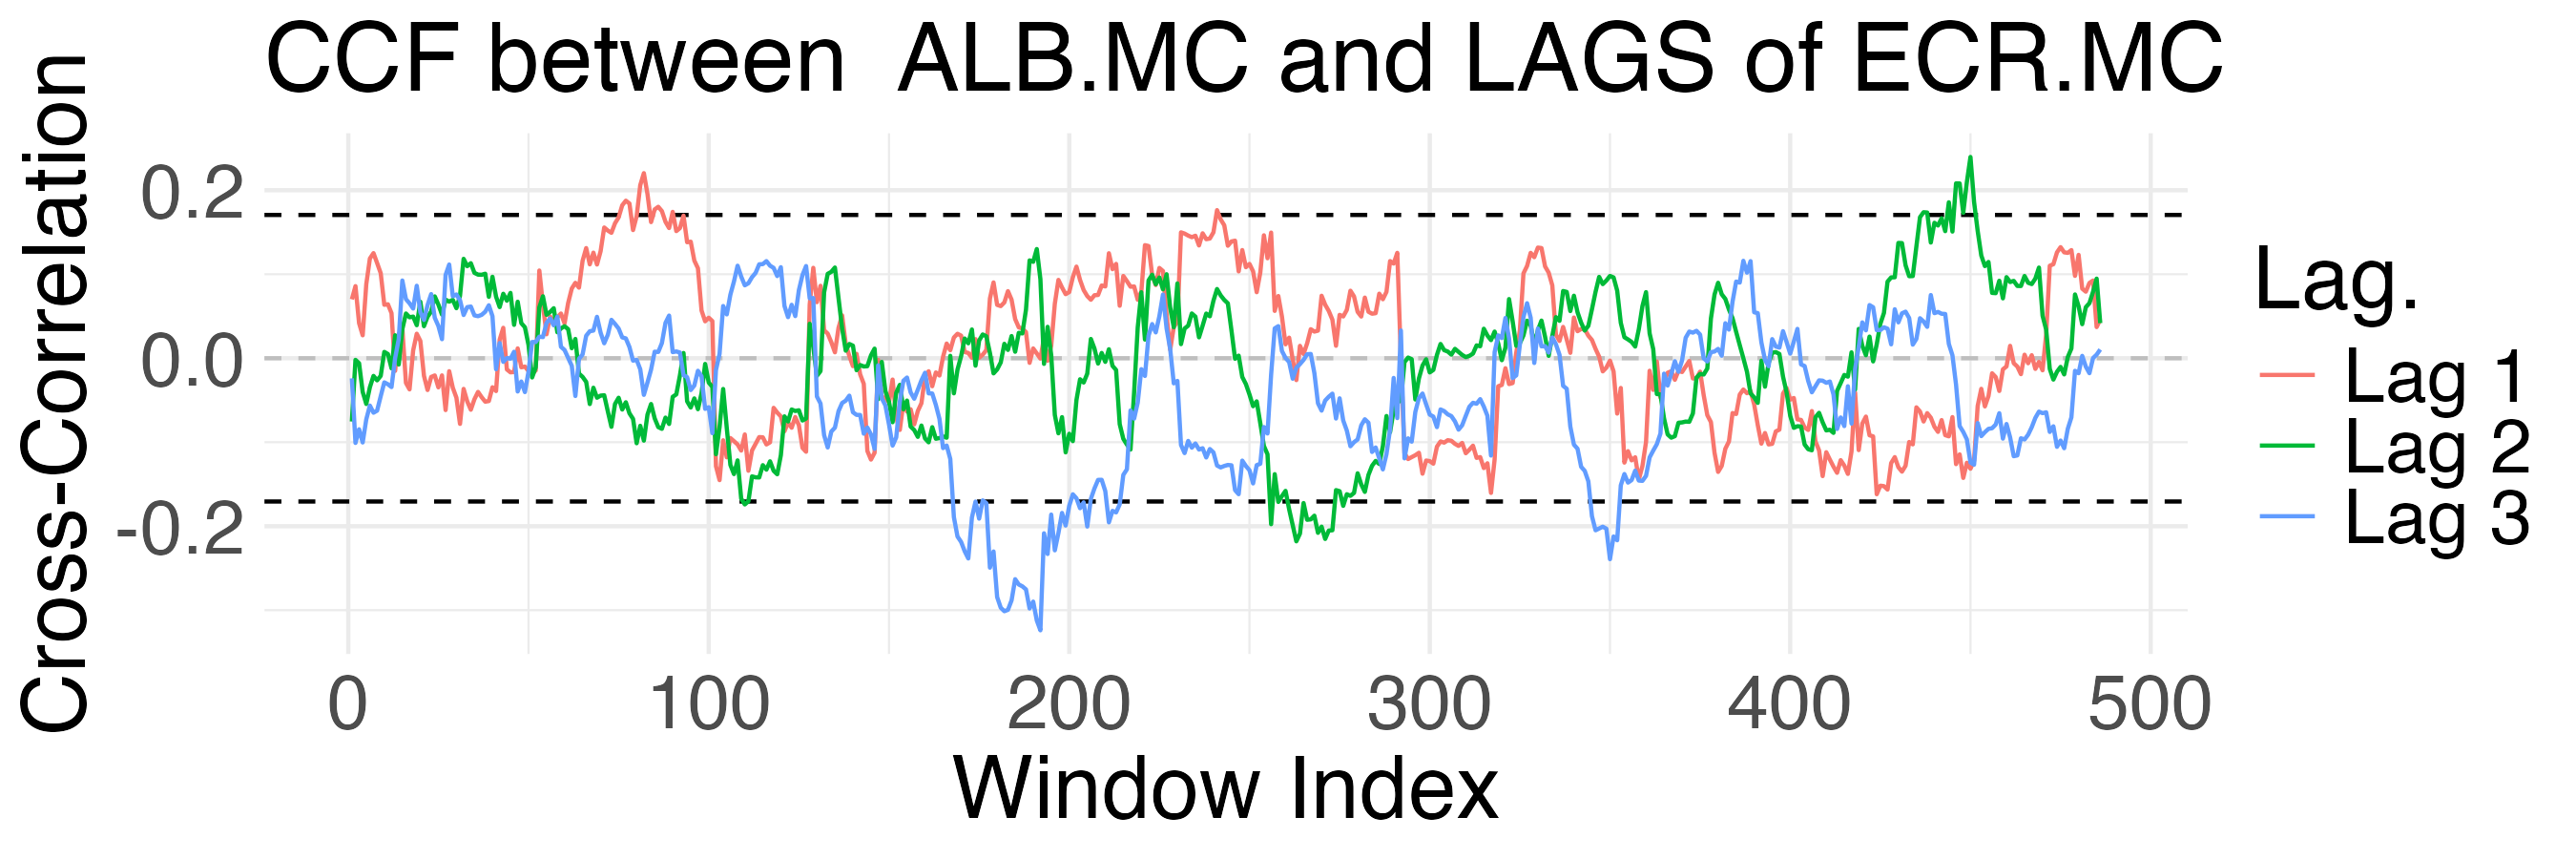 CCF between  ALB.MC and LAGS of ECR.MC
Cross-Correlation
0.2
0.0
-0.2
0 100 200 300 400 500
Window Index
Lag.
Lag 1
Lag 2
Lag 3